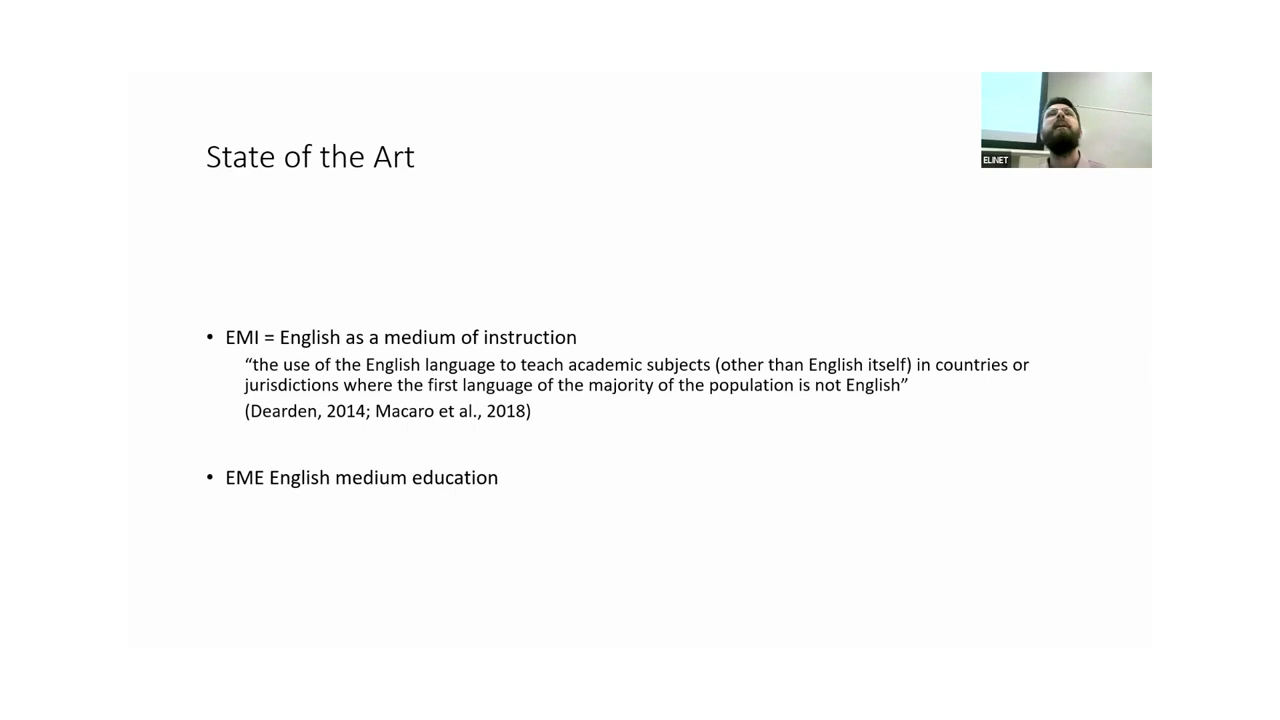 State of the Art
ELINET
• EMI = English as a medium of instruction
“the use of the English language to teach academic subjects (other than English itself) in countries or
jurisdictions where the first language of the majority of the population is not English”
(Dearden, 2014; Macaro et al., 2018)
• EME English medium education